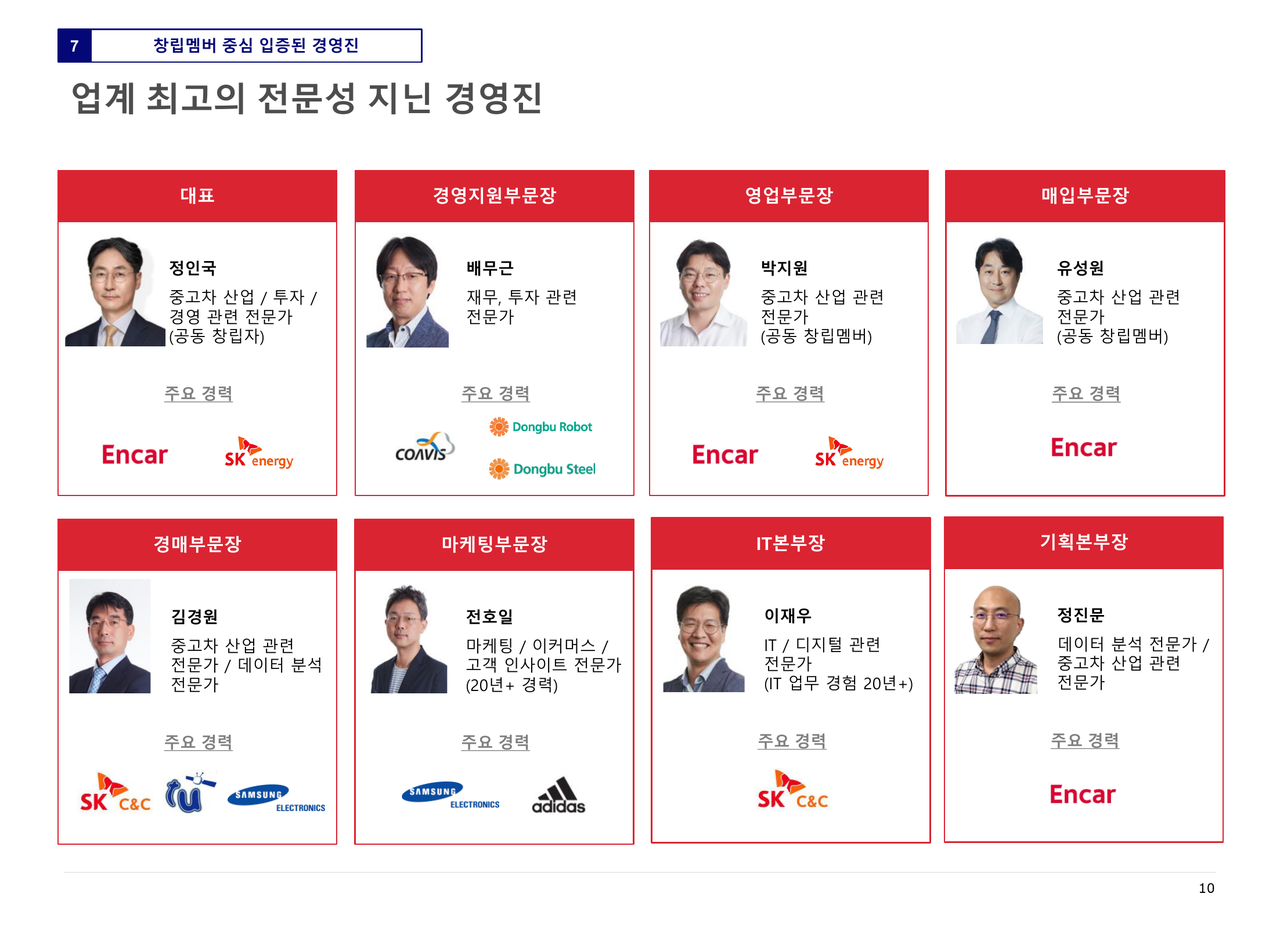 7
창립멤버 중심 입증된 경영진
업계 최고의 전문성 지닌 경영진
대표
정인국
중고차 산업 / 투자 /
경영 관련 전문가
(공동 창립자)
주요 경력
Encar
SK energy
경영지원부문장
배무근
재무, 투자 관련
전문가
주요 경력
COAVIS
Dongbu Robot
Dongbu Steel
영업부문장
박지원
중고차 산업 관련
전문가
(공동 창립멤버)
주요 경력
Encar
SK energy
매입부문장
유성원
중고차 산업 관련
전문가
(공동 창립멤버)
주요 경력
Encar
경매부문장
김경원
중고차 산업 관련
전문가 / 데이터 분석
전문가
주요 경력
SK C&C
tu
SAMSUNG
ELECTRONICS
마케팅부문장
전호일
마케팅 / 이커머스 /
고객 인사이트 전문가
(20년+ 경력)
주요 경력
SAMSUNG
ELECTRONICS
adidas
IT본부장
이재우
IT / 디지털 관련
전문가
(IT 업무 경험 20년+)
주요 경력
SK C&C
기획본부장
정진문
데이터 분석 전문가 /
중고차 산업 관련
전문가
주요 경력
Encar
10